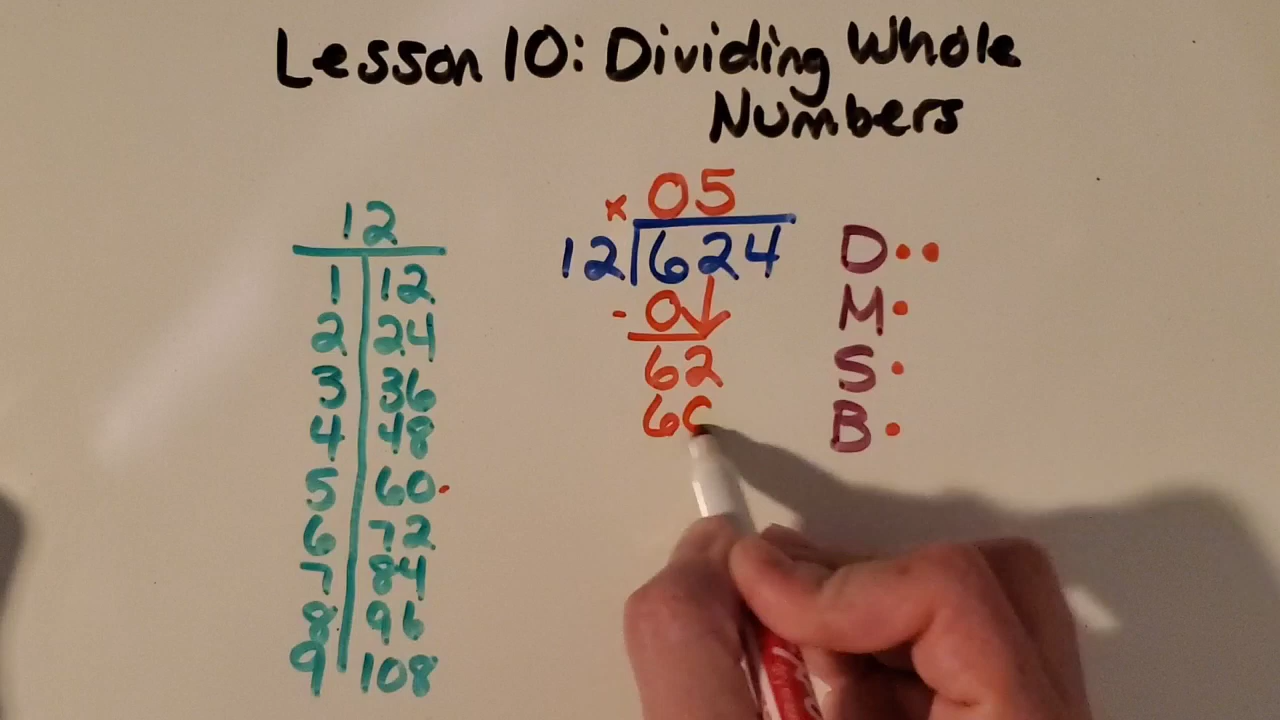 Lesson 10: Dividing Whole
Numbers
12
1 12
2 24
3 36
4 48
5 60
6 72
7 84
8 96
9 108
x 05
12 624
- 0
62
60
D
M
S
B